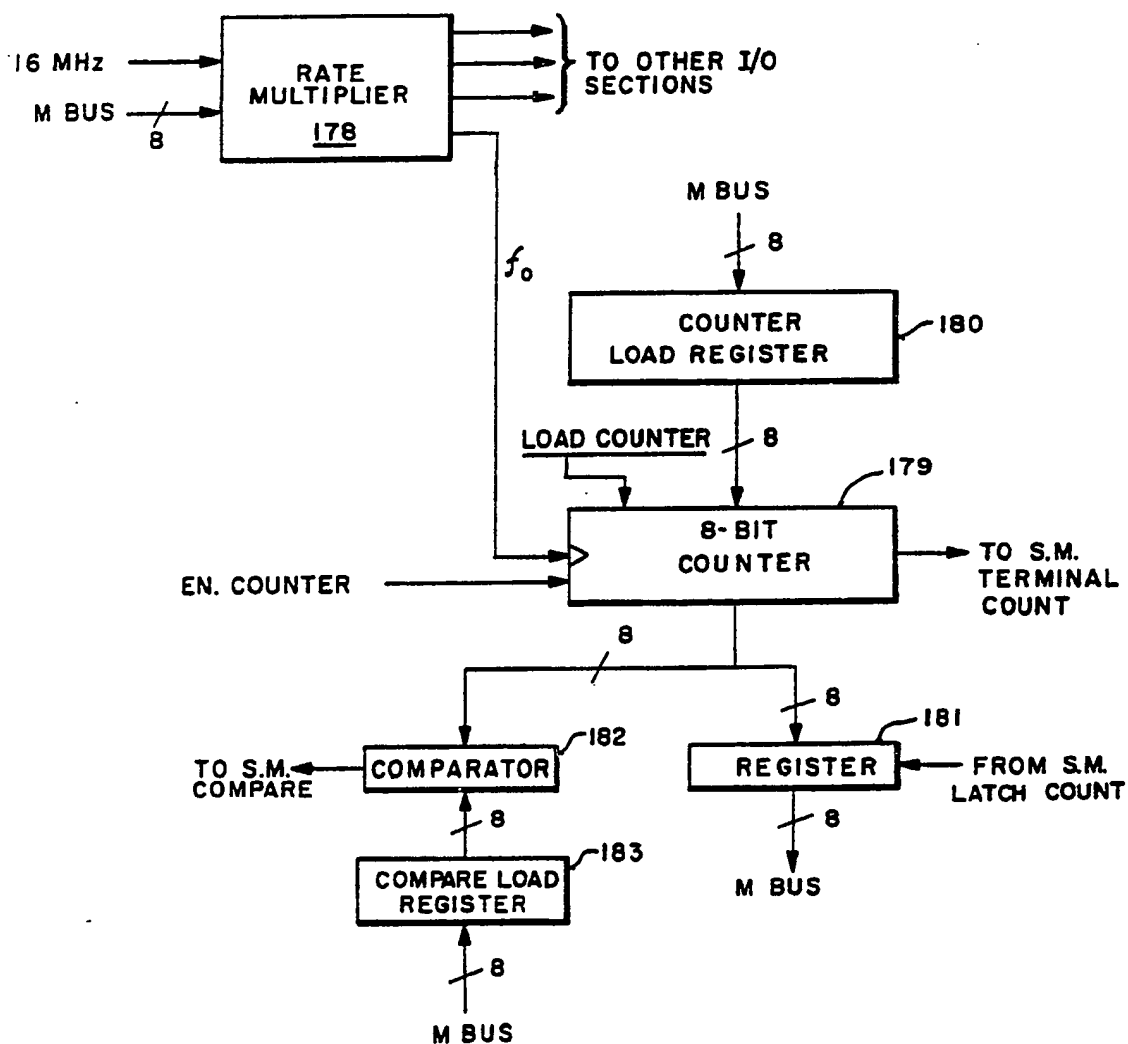 16 MHz
M BUS
8
RATE
MULTIPLIER
178
TO OTHER I/O
SECTIONS
f₀
M BUS
8
COUNTER
LOAD REGISTER
180
LOAD COUNTER
8
179
8-BIT
COUNTER
EN. COUNTER
TO S.M.
TERMINAL
COUNT
8
8
182
181
COMPARATOR
TO S.M.
COMPARE
REGISTER
FROM S.M.
LATCH COUNT
8
8
183
COMPARE LOAD
REGISTER
M BUS
8
M BUS